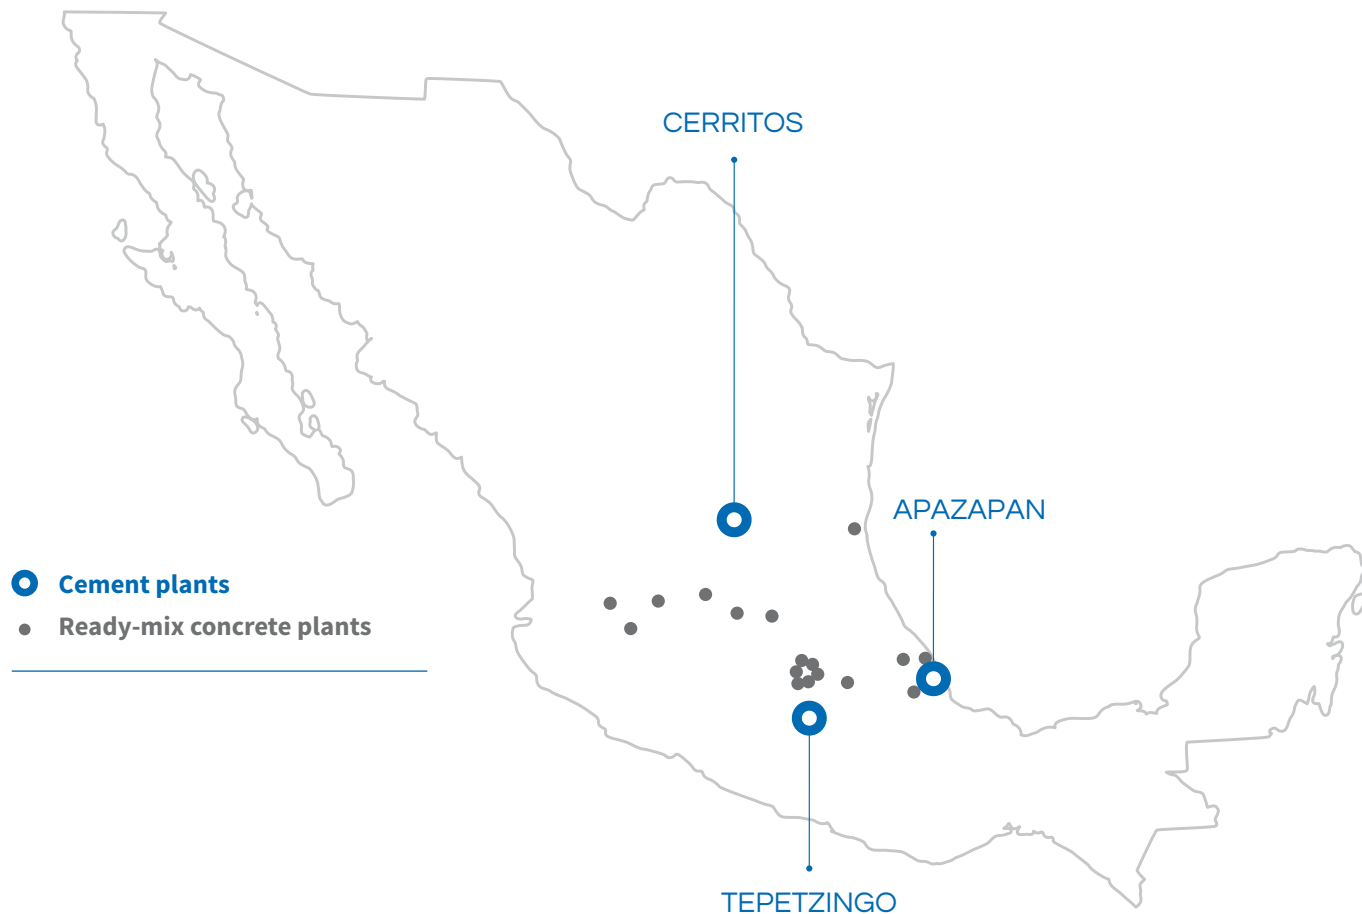 CERRITOS
APAZAPAN
Cement plants
Ready-mix concrete plants
TEPETZINGO